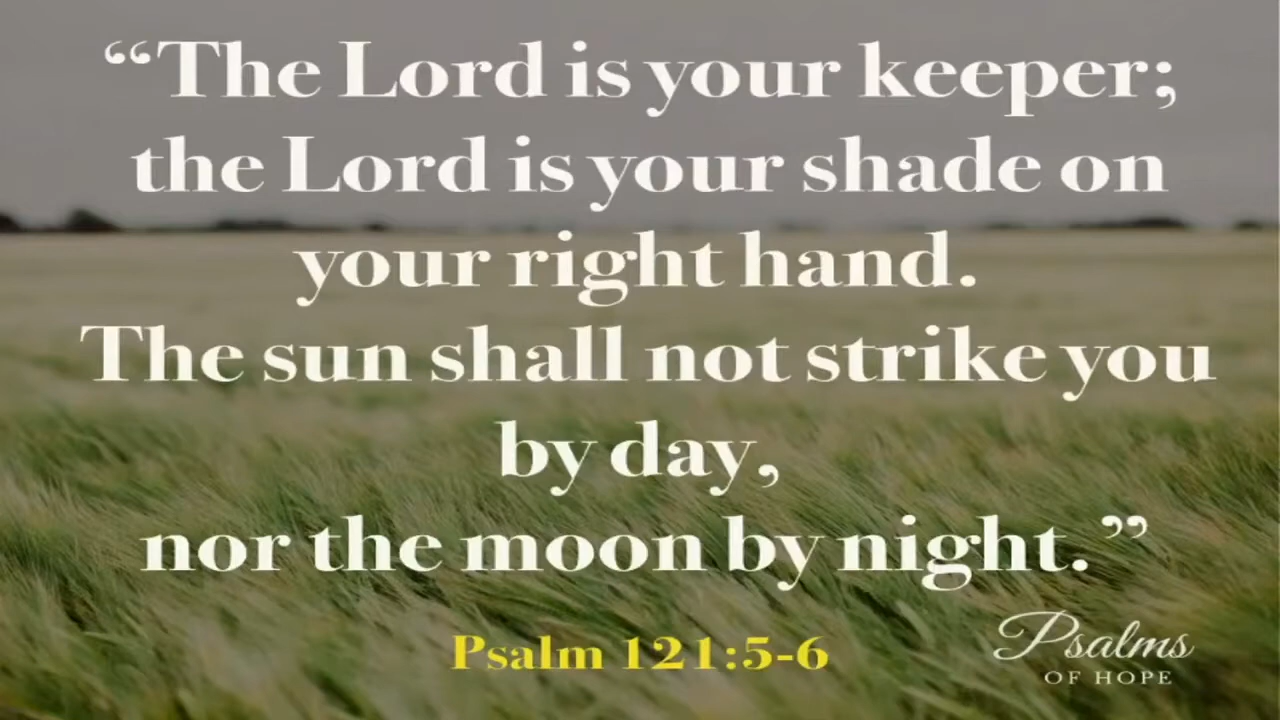 “The Lord is your keeper;
the Lord is your shade on
your right hand.
The sun shall not strike you
by day,
nor the moon by night.”
Psalm 121:5-6
Psalms
OF HOPE